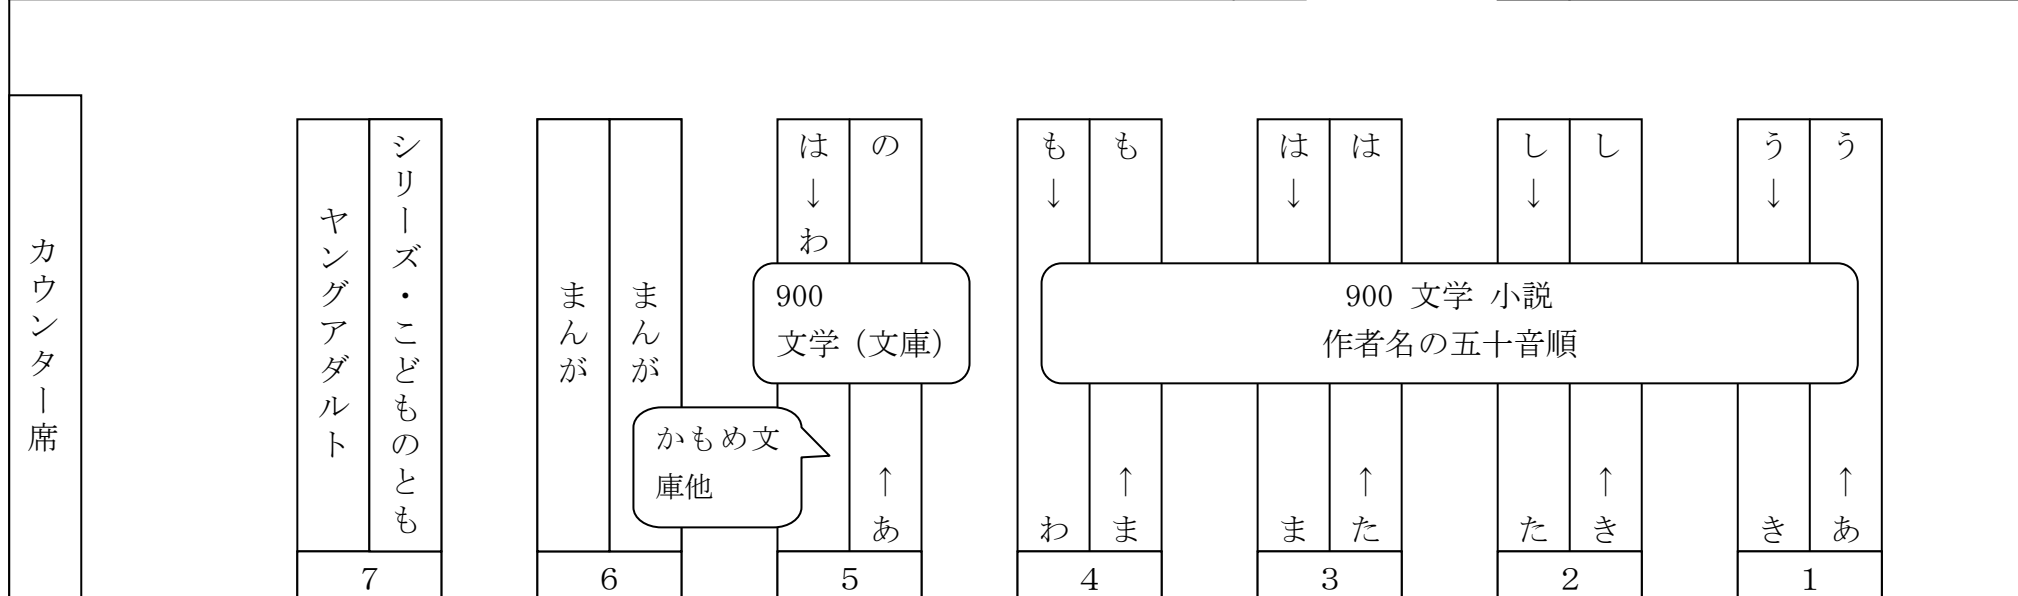 カウンター席
ヤングアダルト
シリーズ・こどものとも
7
まんが
まんが
6
は
↓
わ
の
↑
あ
900
文学（文庫）
かもめ文
庫他
5
も
↓
わ
も
↑
ま
4
は
↓
ま
は
↑
た
3
し
↓
た
し
↑
き
2
う
↓
き
う
↑
あ
1
900 文学 小説
作者名の五十音順